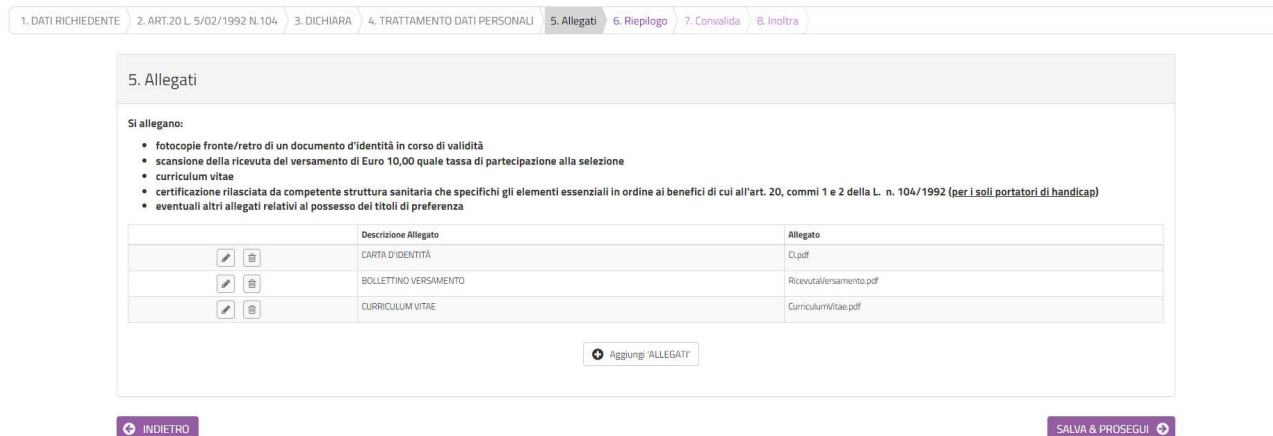 1. DATI RICHIEDENTE 2. ART.20 L. 5/02/1992 N.104 3. DICHIARA 4. TRATTAMENTO DATI PERSONALI 5. Allegati 6. Riepilogo 7. Convalida 8. Inoltra
5. Allegati
Si allegano:
• fotocopie fronte/retro di un documento d'identità in corso di validità
• scansione della ricevuta del versamento di Euro 10,00 quale tassa di partecipazione alla selezione
• curriculum vitae
• certificazione rilasciata da competente struttura sanitaria che specifichi gli elementi essenziali in ordine ai benefici di cui all'art. 20, commi 1 e 2 della L. n. 104/1992 (per i soli portatori di handicap)
• eventuali altri allegati relativi al possesso dei titoli di preferenza
Descrizione Allegato Allegato
CARTA D'IDENTITÀ CI.pdf
BOLLETTINO VERSAMENTO RicevutaVersamento.pdf
CURRICULUM VITAE CurriculumVitae.pdf
Aggiungi 'ALLEGATI'
INDIETRO SALVA & PROSEGUI